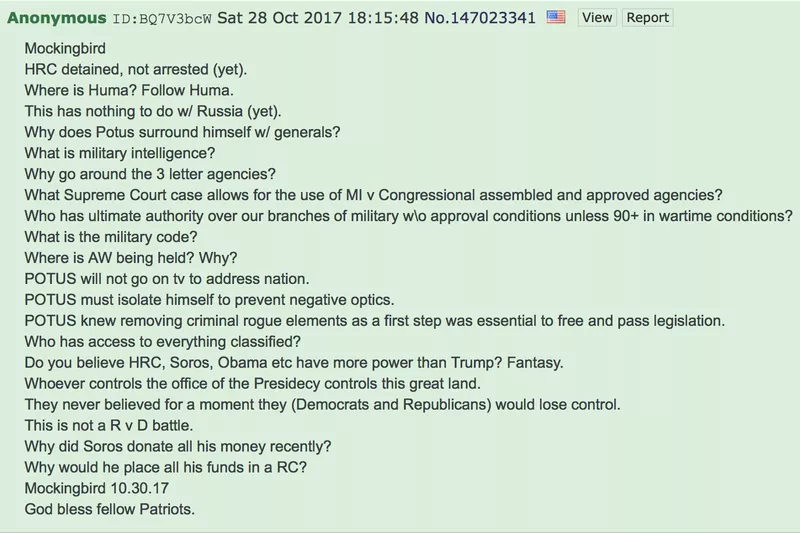 Anonymous ID:BQ7V3bcW Sat 28 Oct 2017 18:15:48 No.147023341 View Report
Mockingbird
HRC detained, not arrested (yet).
Where is Huma? Follow Huma.
This has nothing to do w/ Russia (yet).
Why does Potus surround himself w/ generals?
What is military intelligence?
Why go around the 3 letter agencies?
What Supreme Court case allows for the use of MI v Congressional assembled and approved agencies?
Who has ultimate authority over our branches of military w\o approval conditions unless 90+ in wartime conditions?
What is the military code?
Where is AW being held? Why?
POTUS will not go on tv to address nation.
POTUS must isolate himself to prevent negative optics.
POTUS knew removing criminal rogue elements as a first step was essential to free and pass legislation.
Who has access to everything classified?
Do you believe HRC, Soros, Obama etc have more power than Trump? Fantasy.
Whoever controls the office of the Presidecy controls this great land.
They never believed for a moment they (Democrats and Republicans) would lose control.
This is not a R v D battle.
Why did Soros donate all his money recently?
Why would he place all his funds in a RC?
Mockingbird 10.30.17
God bless fellow Patriots.